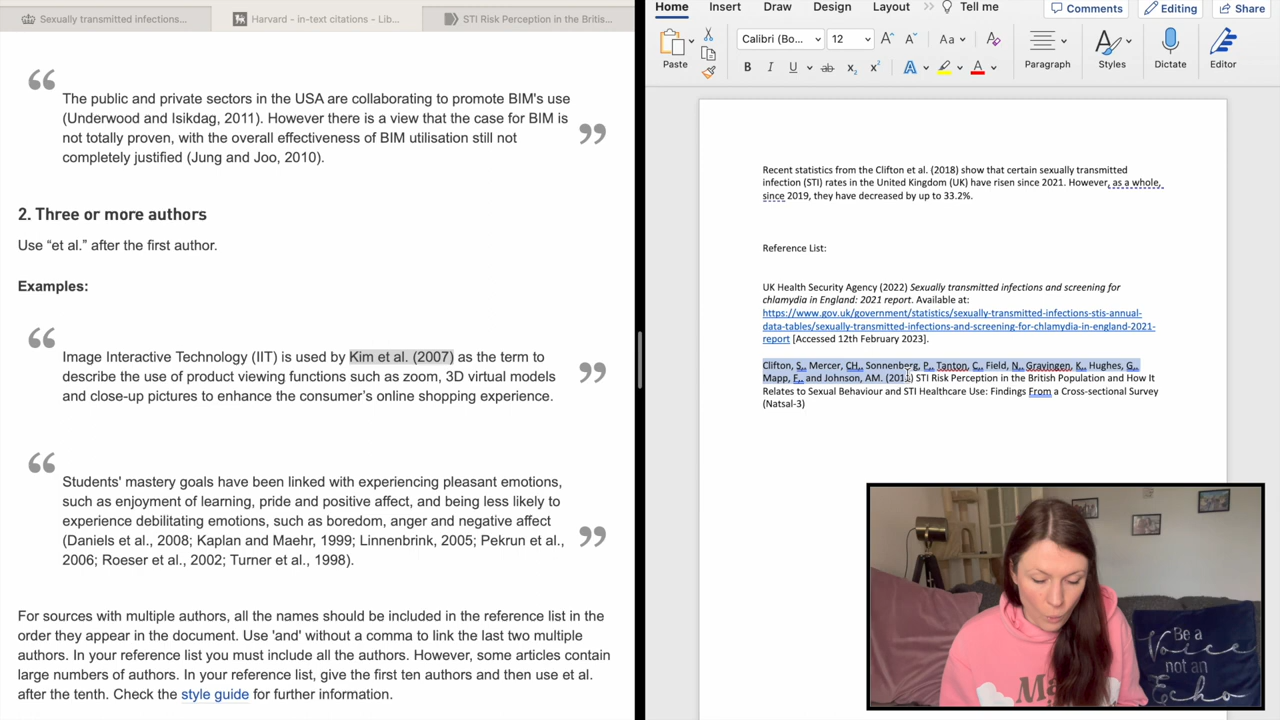 Sexually transmitted infections...
Harvard - in-text citations - Lib...
STI Risk Perception in the Britis...
The public and private sectors in the USA are collaborating to promote BIM's use
(Underwood and Isikdag, 2011). However there is a view that the case for BIM is
not totally proven, with the overall effectiveness of BIM utilisation still not
completely justified (Jung and Joo, 2010).
2. Three or more authors
Use “et al.” after the first author.
Examples:
Image Interactive Technology (IIT) is used by Kim et al. (2007) as the term to
describe the use of product viewing functions such as zoom, 3D virtual models
and close-up pictures to enhance the consumer's online shopping experience.
Students' mastery goals have been linked with experiencing pleasant emotions,
such as enjoyment of learning, pride and positive affect, and being less likely to
experience debilitating emotions, such as boredom, anger and negative affect
(Daniels et al., 2008; Kaplan and Maehr, 1999; Linnenbrink, 2005; Pekrun et al.,
2006; Roeser et al., 2002; Turner et al., 1998).
For sources with multiple authors, all the names should be included in the reference list in the
order they appear in the document. Use 'and' without a comma to link the last two multiple
authors. In your reference list you must include all the authors. However, some articles contain
large numbers of authors. In your reference list, give the first ten authors and then use et al.
after the tenth. Check the style guide for further information.
Home Insert Draw Design Layout Tell me
Comments Editing Share
Paste
Calibri (Bo... 12
Paragraph Styles Dictate Editor
Recent statistics from the Clifton et al. (2018) show that certain sexually transmitted
infection (STI) rates in the United Kingdom (UK) have risen since 2021. However, as a whole,
since 2019, they have decreased by up to 33.2%.
Reference List:
UK Health Security Agency (2022) Sexually transmitted infections and screening for
chlamydia in England: 2021 report. Available at:
https://www.gov.uk/government/statistics/sexually-transmitted-infections-stis-annual-
data-tables/sexually-transmitted-infections-and-screening-for-chlamydia-in-england-2021-
report [Accessed 12th February 2023].
Clifton, S., Mercer, CH., Sonnenberg, P., Tanton, C., Field, N., Gravingen, K., Hughes, G.,
Mapp, F., and Johnson, AM. STI Risk Perception in the British Population and How It
Relates to Sexual Behaviour and STI Healthcare Use: Findings From a Cross-sectional Survey
(Natsal-3)
Be a
Voice
not an
Echo